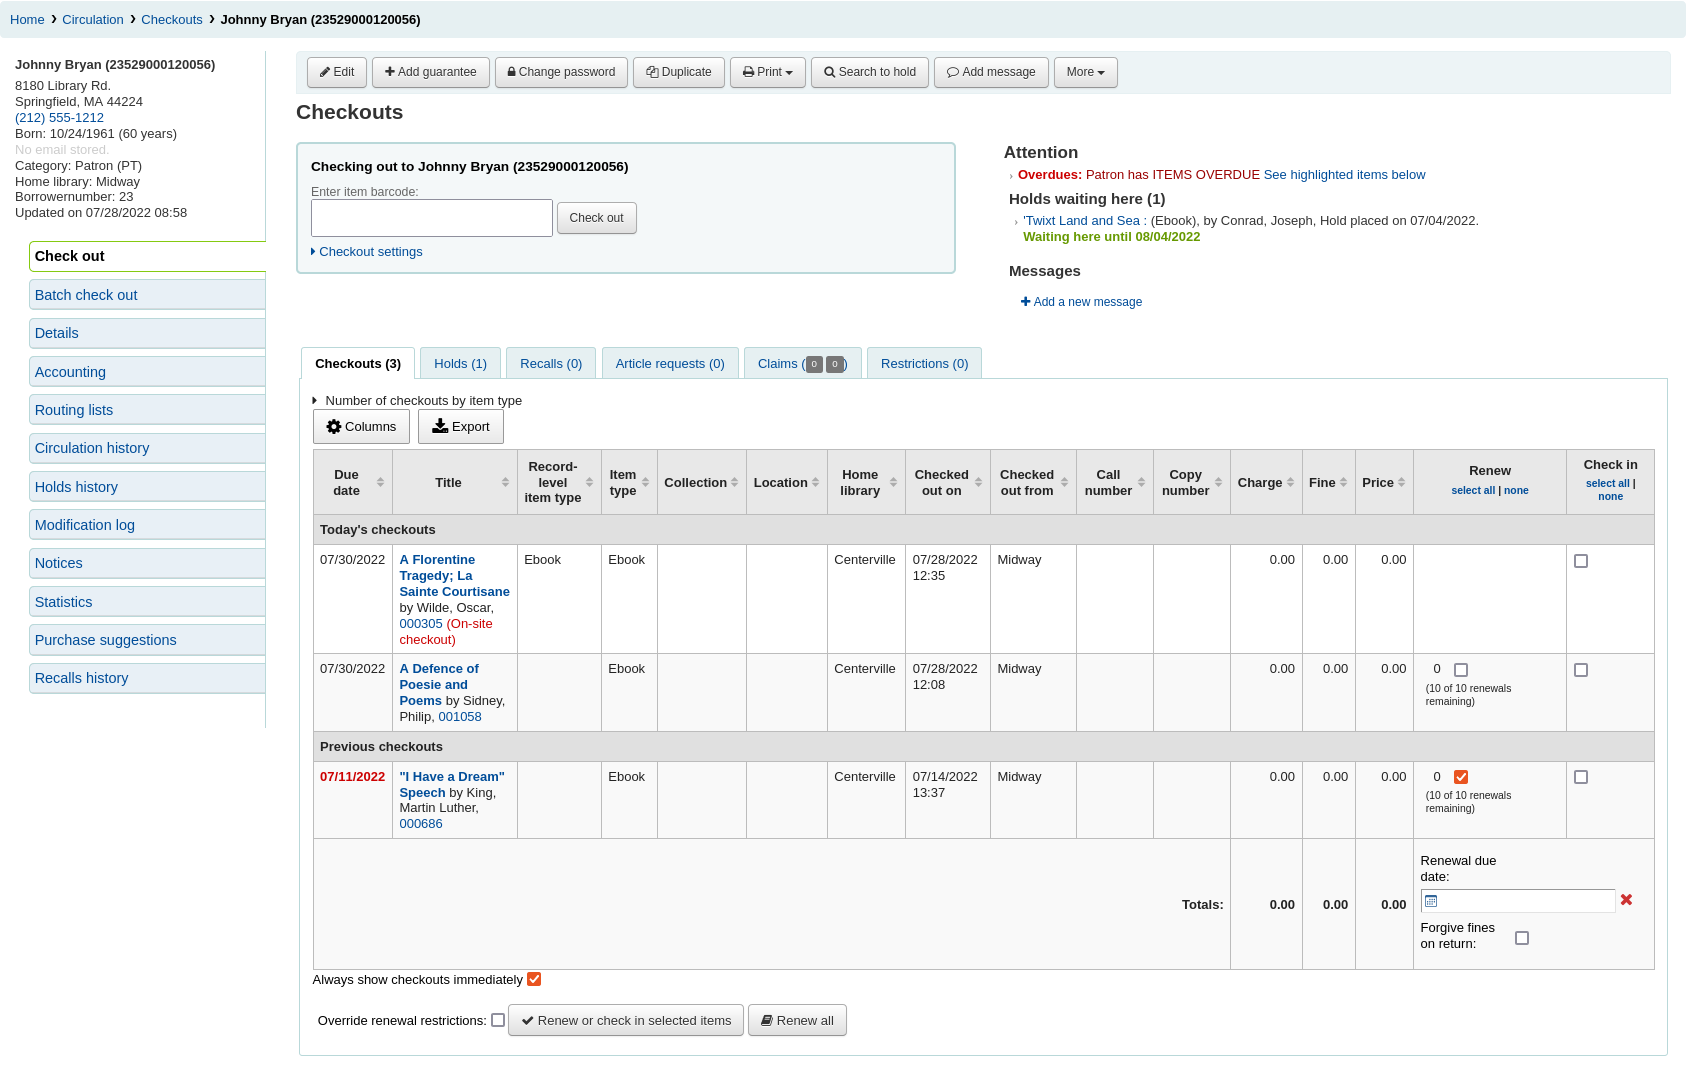 Home › Circulation › Checkouts › Johnny Bryan (23529000120056)
Johnny Bryan (23529000120056)
8180 Library Rd.
Springfield, MA 44224
(212) 555-1212
Born: 10/24/1961 (60 years)
No email stored.
Category: Patron (PT)
Home library: Midway
Borrowernumber: 23
Updated on 07/28/2022 08:58
Check out
Batch check out
Details
Accounting
Routing lists
Circulation history
Holds history
Modification log
Notices
Statistics
Purchase suggestions
Recalls history
Edit Add guarantee Change password Duplicate Print Search to hold Add message More
Checkouts
Checking out to Johnny Bryan (23529000120056)
Enter item barcode:
Check out
Checkout settings
Attention
› Overdues: Patron has ITEMS OVERDUE See highlighted items below
Holds waiting here (1)
› 'Twixt Land and Sea : (Ebook), by Conrad, Joseph, Hold placed on 07/04/2022.
Waiting here until 08/04/2022
Messages
Add a new message
Checkouts (3) Holds (1) Recalls (0) Article requests (0) Claims (0 0) Restrictions (0)
Number of checkouts by item type
Columns Export
Due date
Title
Record-level item type
Item type
Collection
Location
Home library
Checked out on
Checked out from
Call number
Copy number
Charge
Fine
Price
Renew
select all | none
Check in
select all | none
Today's checkouts
07/30/2022 A Florentine Ebook Ebook Centerville 07/28/2022 Midway 0.00 0.00 0.00
Tragedy; La 12:35
Sainte Courtisane
by Wilde, Oscar,
000305 (On-site
checkout)
07/30/2022 A Defence of Ebook Centerville 07/28/2022 Midway 0.00 0.00 0.00 0
Poesie and 12:08 (10 of 10 renewals
Poems by Sidney, remaining)
Philip, 001058
Previous checkouts
07/11/2022 "I Have a Dream" Ebook Centerville 07/14/2022 Midway 0.00 0.00 0.00 0
Speech by King, 13:37 (10 of 10 renewals
Martin Luther, remaining)
000686
Totals: 0.00 0.00 0.00
Renewal due
date:
Forgive fines
on return:
Always show checkouts immediately
Override renewal restrictions: Renew or check in selected items Renew all